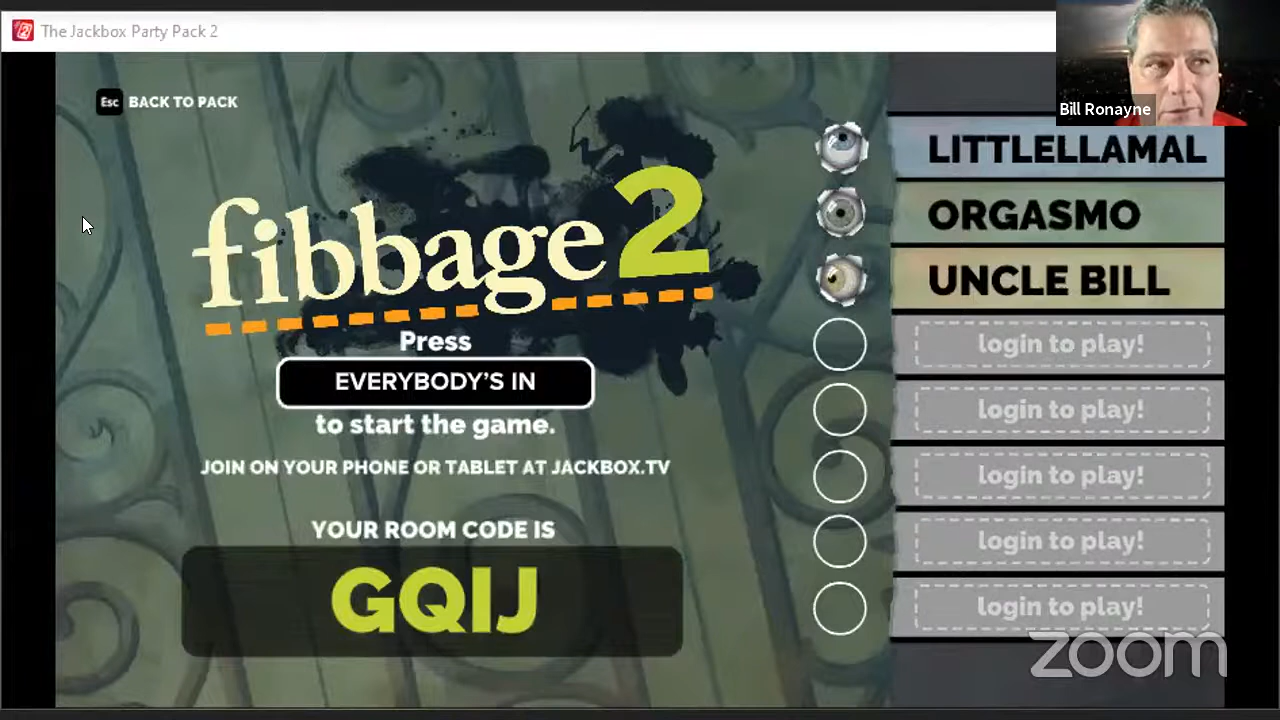 The Jackbox Party Pack 2
Bill Ronayne
Esc BACK TO PACK
fibbage 2
Press
EVERYBODY'S IN
to start the game.
JOIN ON YOUR PHONE OR TABLET AT JACKBOX.TV
YOUR ROOM CODE IS
GQIJ
LITTLELLAMAL
ORGASMO
UNCLE BILL
login to play!
login to play!
login to play!
login to play!
login to play!
zoom